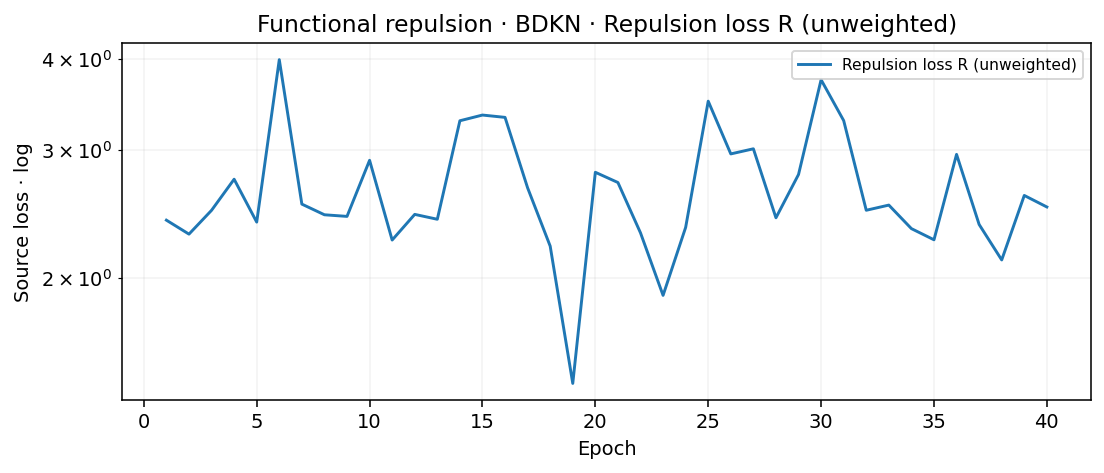 Functional repulsion · BDKN · Repulsion loss R (unweighted)
Repulsion loss R (unweighted)
Source loss · log
4 × 10⁰
3 × 10⁰
2 × 10⁰
0 5 10 15 20 25 30 35 40
Epoch